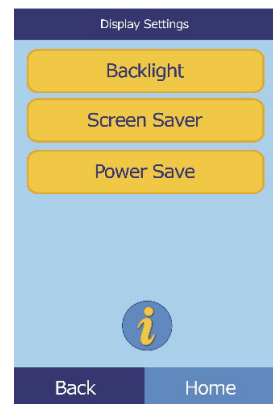 Display Settings
Backlight
Screen Saver
Power Save
i
Back Home